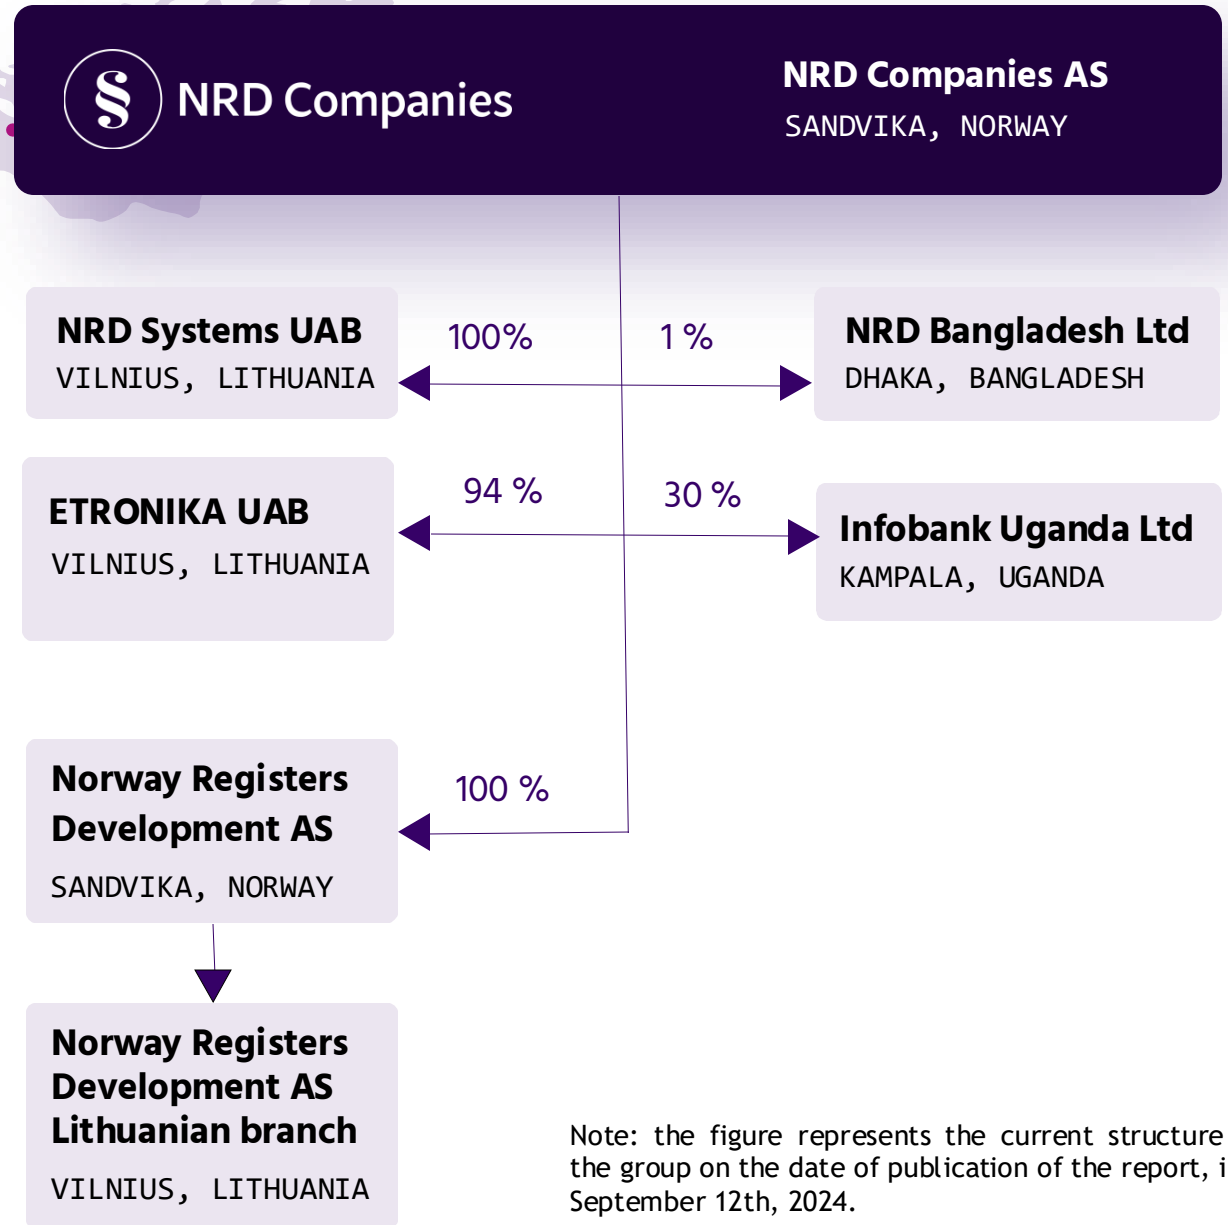 § NRD Companies
NRD Companies AS
SANDVIKA, NORWAY
NRD Systems UAB
VILNIUS, LITHUANIA
100%
1 %
NRD Bangladesh Ltd
DHAKA, BANGLADESH
ETRONIKA UAB
VILNIUS, LITHUANIA
94 %
30 %
Infobank Uganda Ltd
KAMPALA, UGANDA
Norway Registers
Development AS
SANDVIKA, NORWAY
100 %
Norway Registers
Development AS
Lithuanian branch
VILNIUS, LITHUANIA
Note: the figure represents the current structure
the group on the date of publication of the report,
September 12th, 2024.